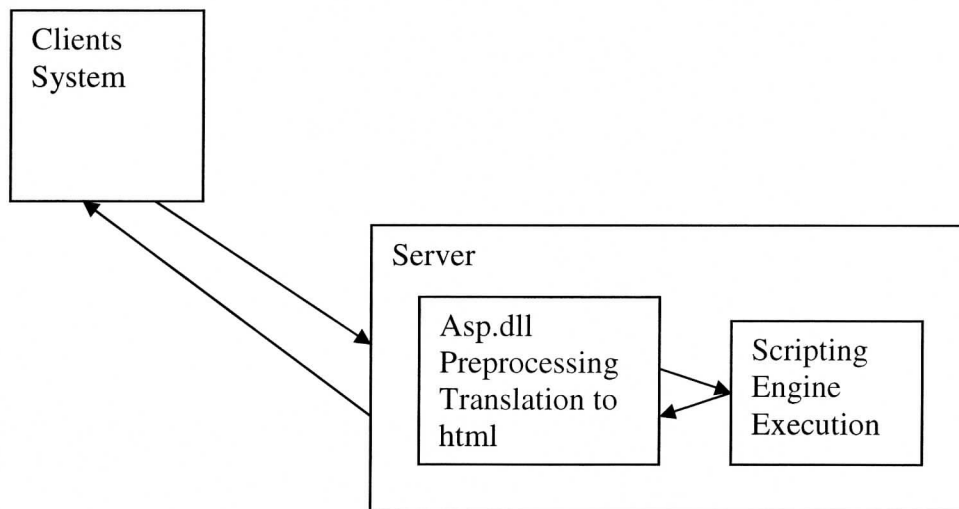 Clients
System
Server
Asp.dll
Preprocessing
Translation to
html
Scripting
Engine
Execution